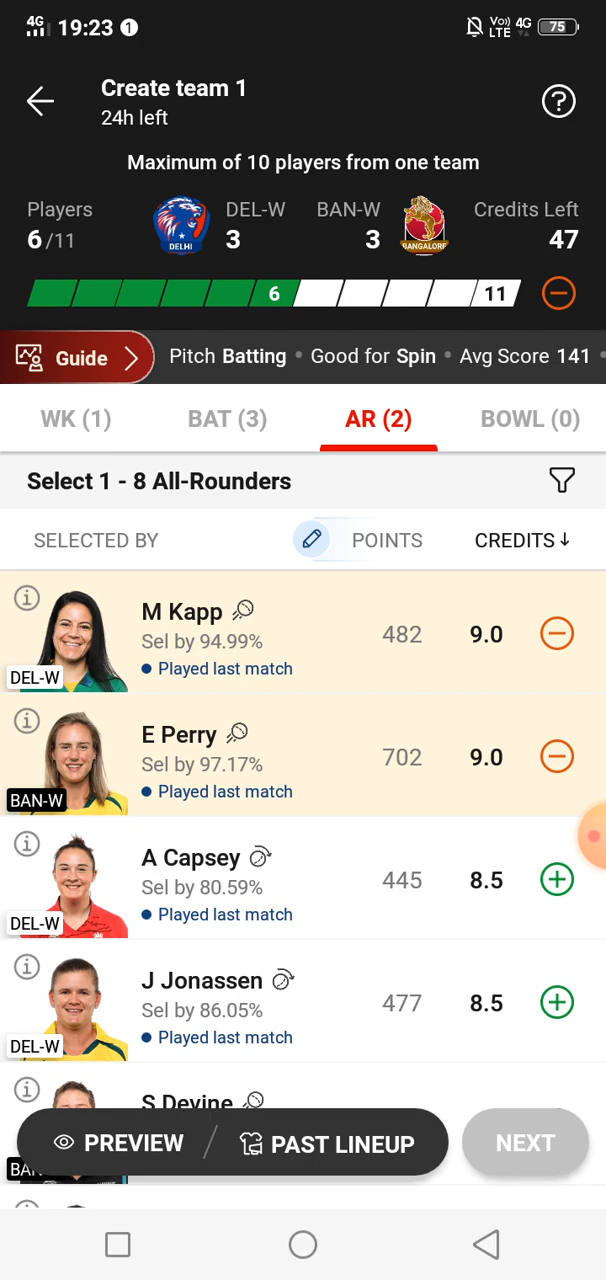 4G 19:23 1 Vo) LTE 4G 75
Create team 1
24h left
?
Maximum of 10 players from one team
Players DEL-W BAN-W Credits Left
6/11 DELHI 3 3 BANGALORE 47
6 11
Guide Pitch Batting • Good for Spin • Avg Score 141 •
WK (1) BAT (3) AR (2) BOWL (0)
Select 1 - 8 All-Rounders
SELECTED BY POINTS CREDITS↓
M Kapp
Sel by 94.99% 482 9.0
DEL-W • Played last match
E Perry
Sel by 97.17% 702 9.0
BAN-W • Played last match
A Capsey
Sel by 80.59% 445 8.5
DEL-W • Played last match
J Jonassen
Sel by 86.05% 477 8.5
DEL-W • Played last match
S Devine
PREVIEW / PAST LINEUP NEXT